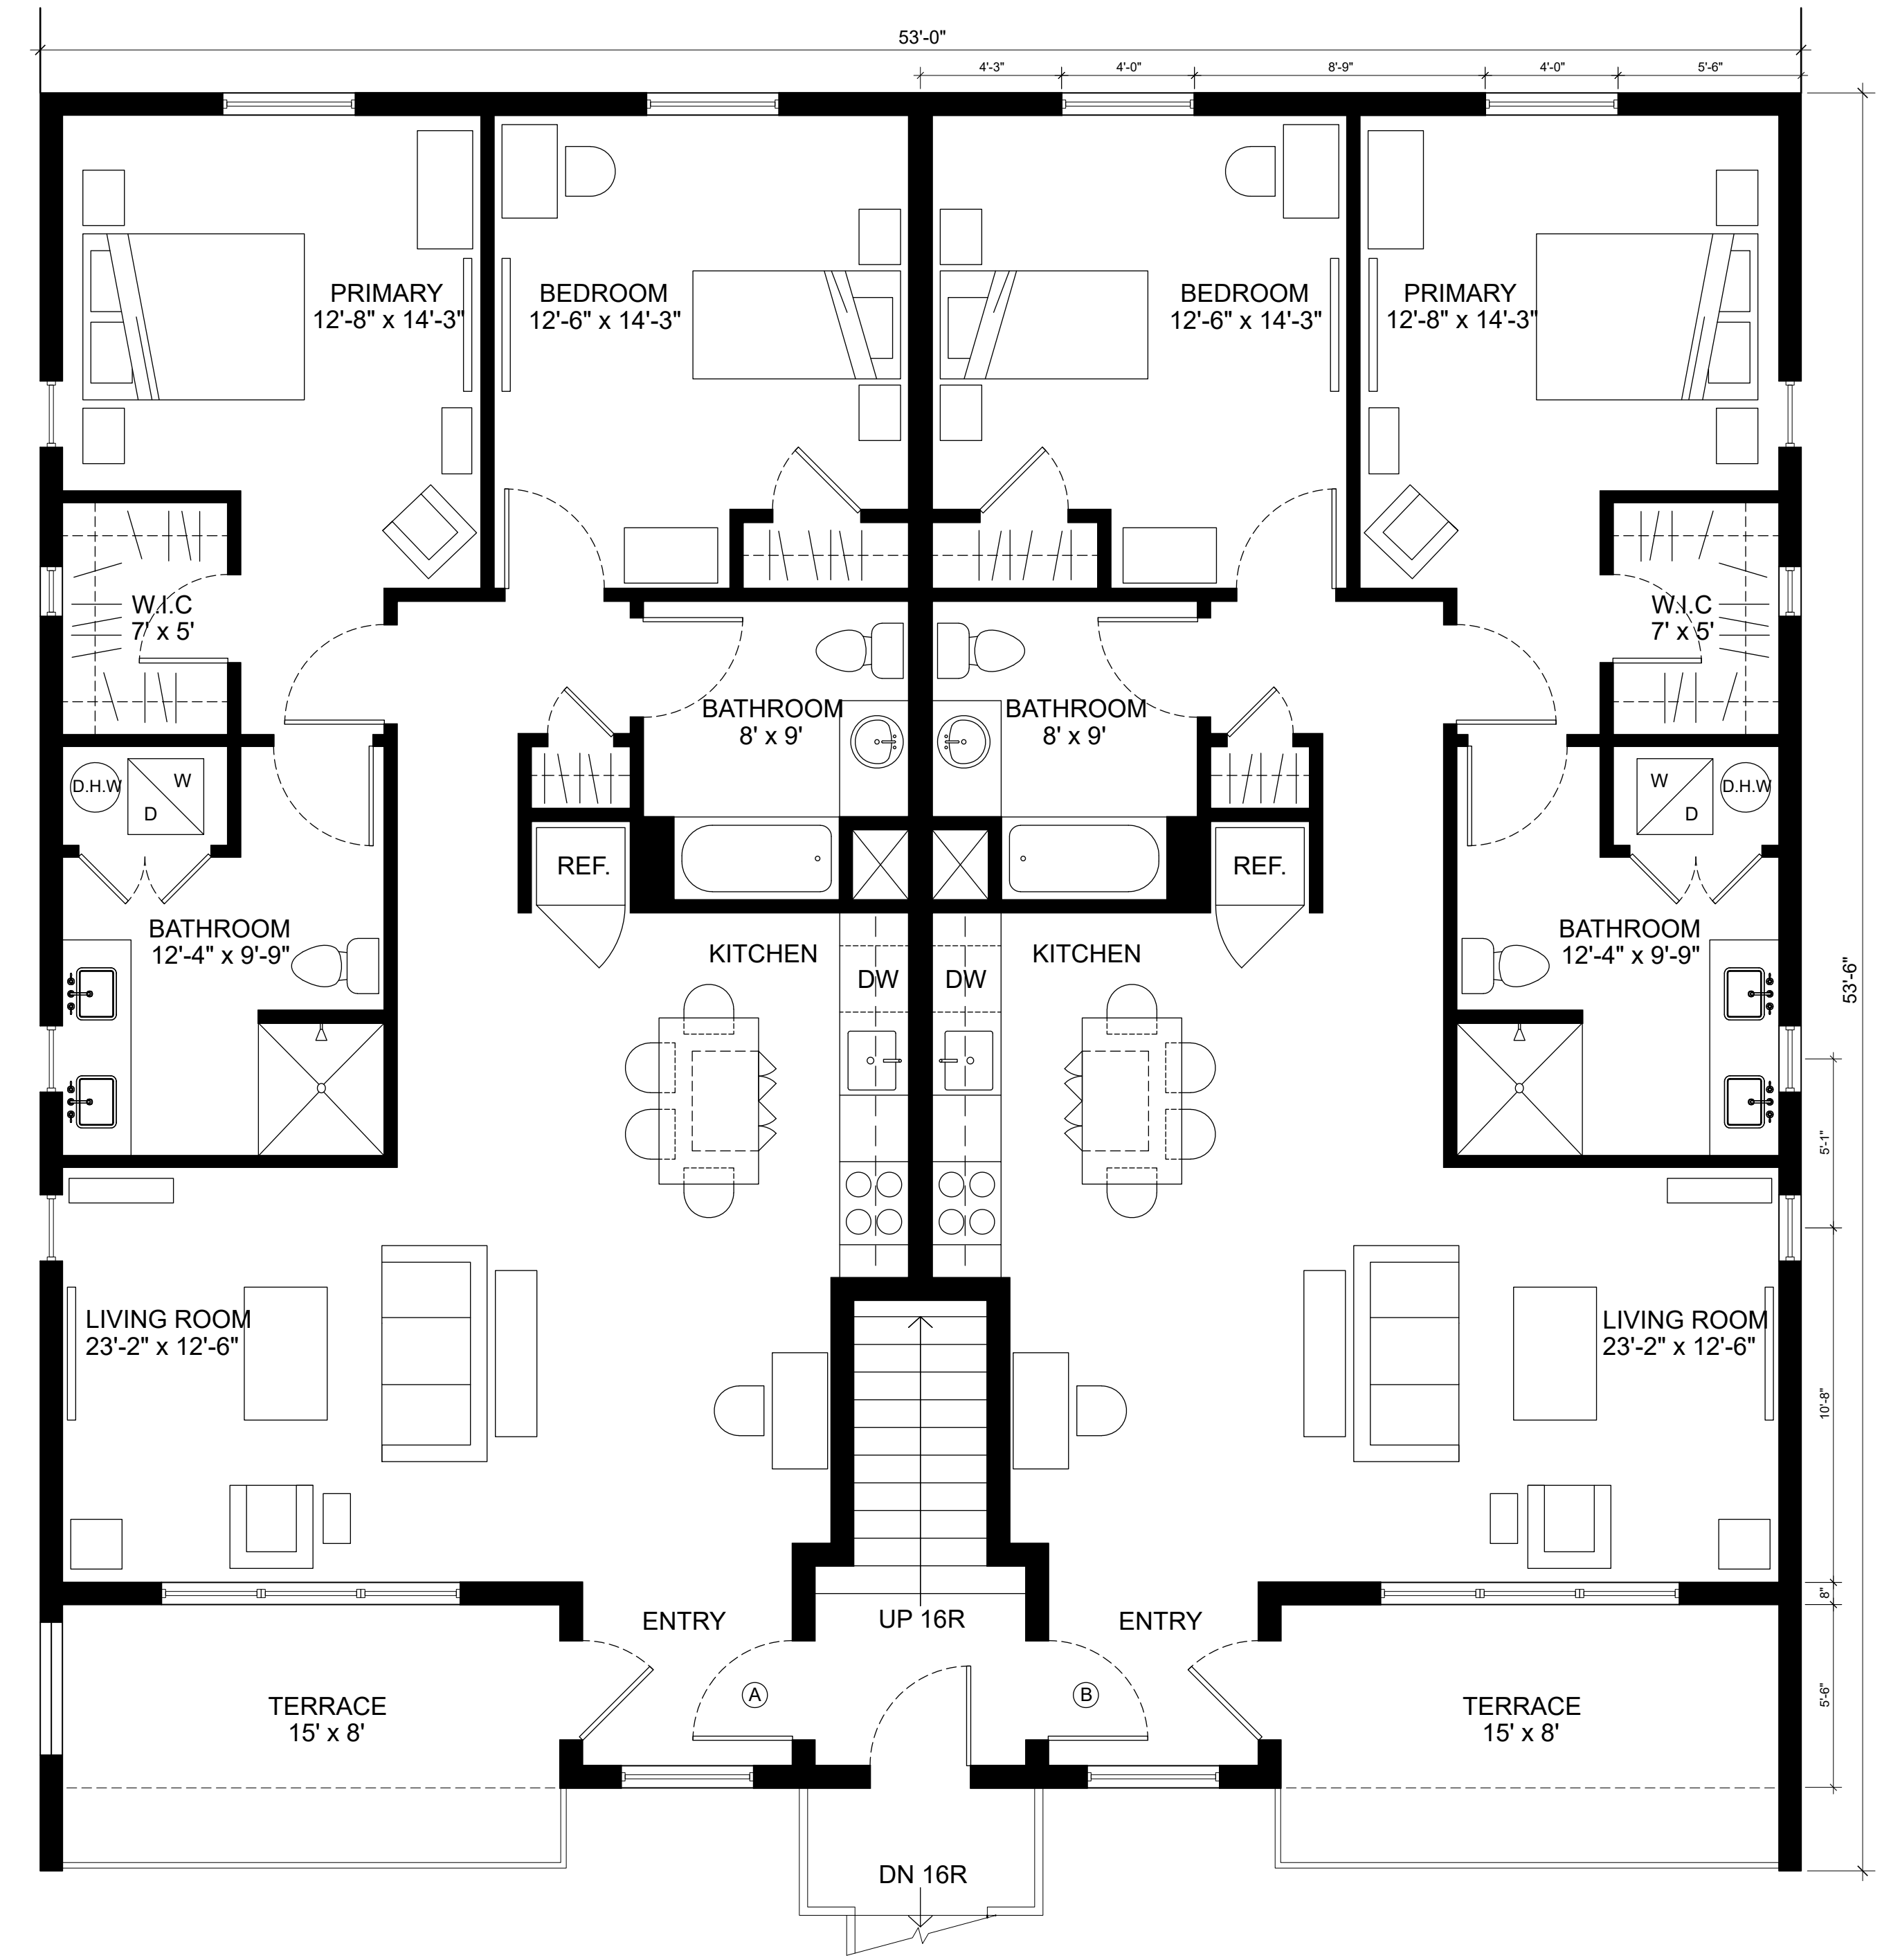 53'-0"
4'-3"
4'-0"
8'-9"
4'-0"
5'-6"
PRIMARY
12'-8" x 14'-3"
BEDROOM
12'-6" x 14'-3"
BEDROOM
12'-6" x 14'-3"
PRIMARY
12'-8" x 14'-3"
W.I.C
7' x 5'
W.I.C
7' x 5'
BATHROOM
8' x 9'
BATHROOM
8' x 9'
D.H.W
W
D
W
D
D.H.W
REF.
REF.
BATHROOM
12'-4" x 9'-9"
KITCHEN
KITCHEN
BATHROOM
12'-4" x 9'-9"
DW
DW
53'-6"
5'-1"
LIVING ROOM
23'-2" x 12'-6"
LIVING ROOM
23'-2" x 12'-6"
10'-8"
8"
ENTRY
UP 16R
ENTRY
A
B
5'-6"
TERRACE
15' x 8'
TERRACE
15' x 8'
DN 16R